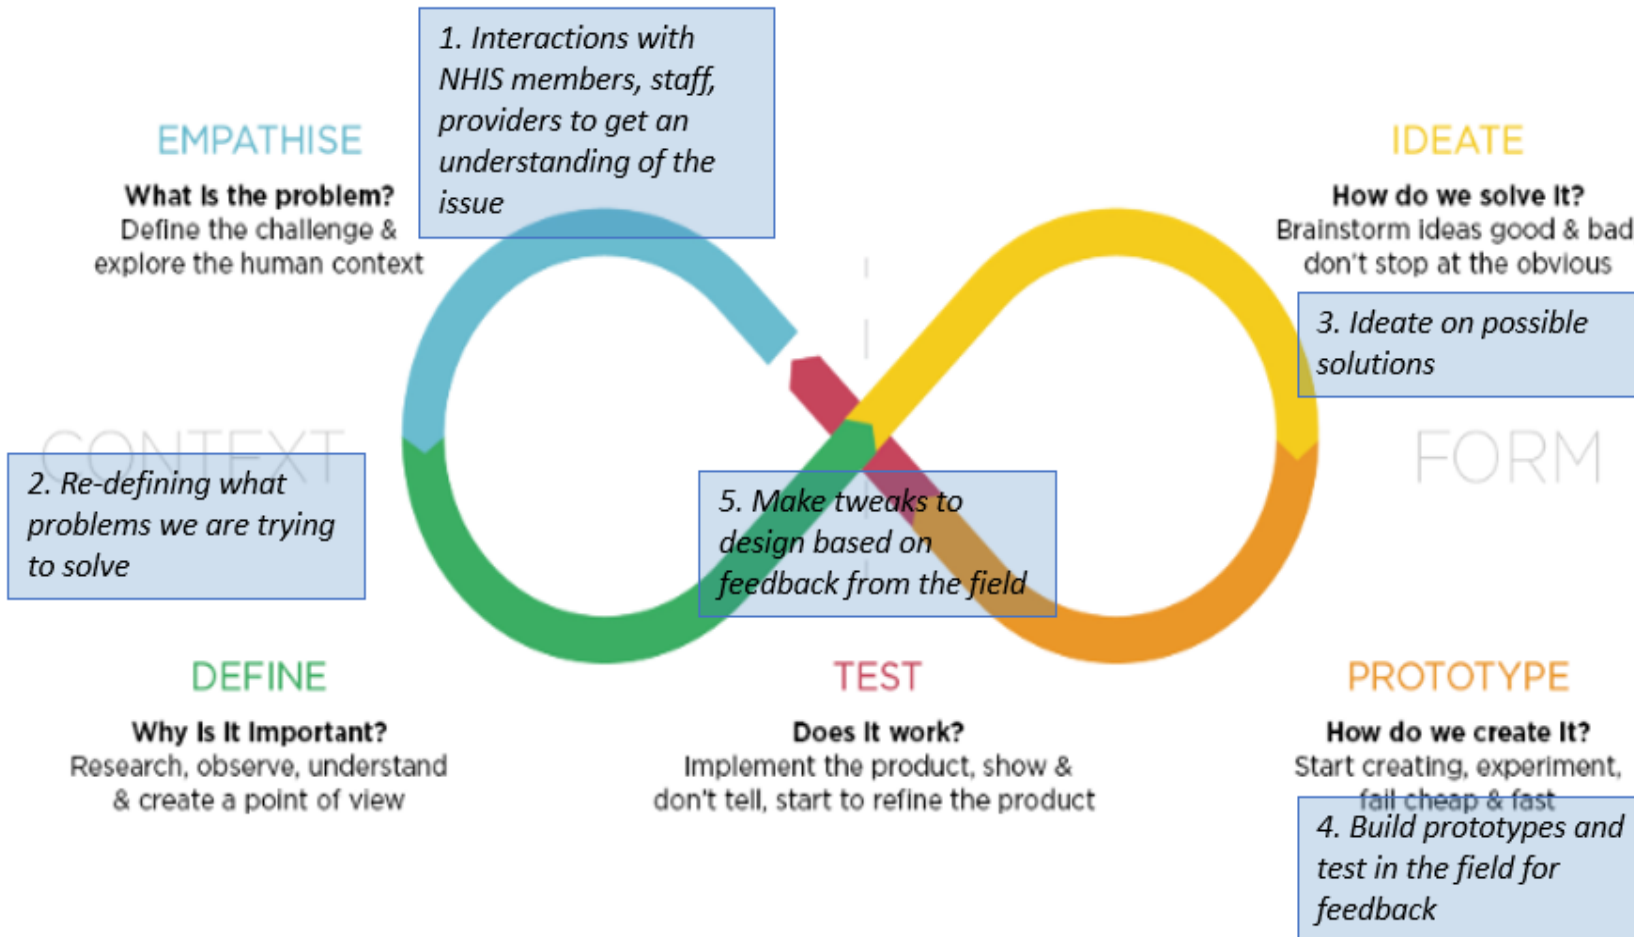 1. Interactions with
NHIS members, staff,
providers to get an
understanding of the
issue
EMPATHISE
What Is the problem?
Define the challenge &
explore the human context
IDEATE
How do we solve It?
Brainstorm ideas good & bad
don't stop at the obvious
3. Ideate on possible
solutions
CONTEXT
FORM
2. Re-defining what
problems we are trying
to solve
5. Make tweaks to
design based on
feedback from the field
DEFINE
Why Is It Important?
Research, observe, understand
& create a point of view
TEST
Does It work?
Implement the product, show &
don't tell, start to refine the product
PROTOTYPE
How do we create It?
Start creating, experiment,
fail cheap & fast
4. Build prototypes and
test in the field for
feedback